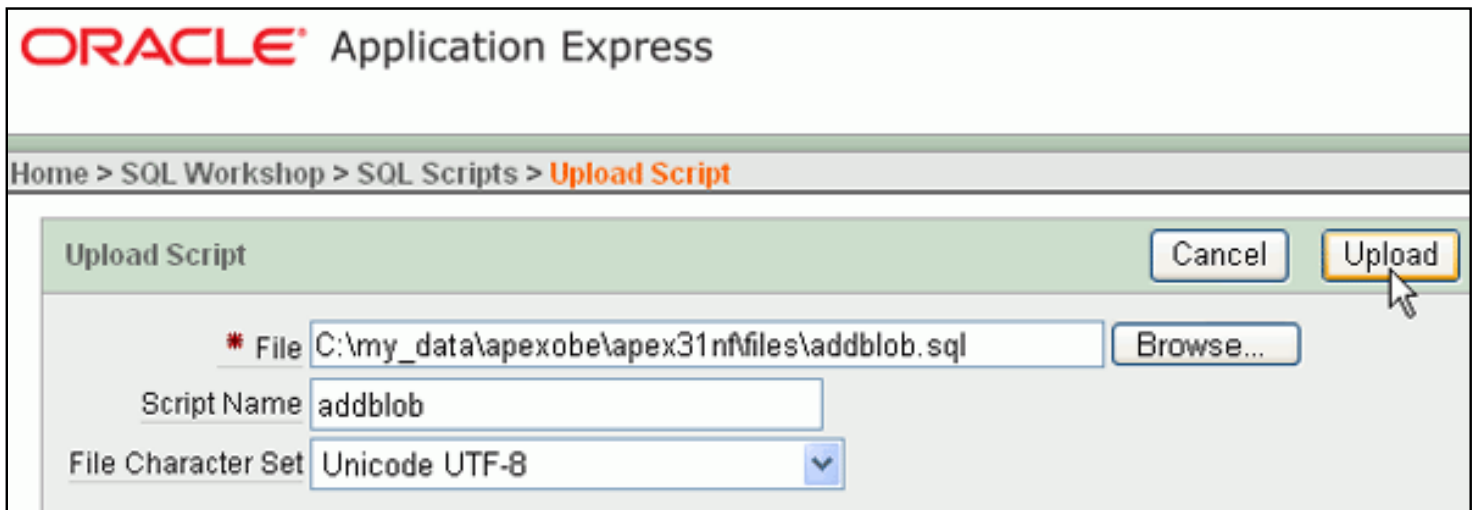 ORACLE Application Express
Home > SQL Workshop > SQL Scripts > Upload Script
Upload Script Cancel Upload
* File C:\my_data\apexobe\apex31nf\files\addblob.sql Browse...
Script Name addblob
File Character Set Unicode UTF-8